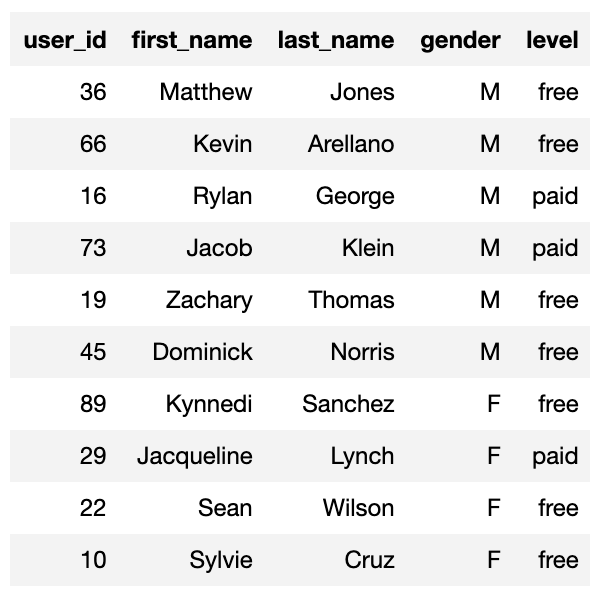 user_id first_name last_name gender level
36 Matthew Jones M free
66 Kevin Arellano M free
16 Rylan George M paid
73 Jacob Klein M paid
19 Zachary Thomas M free
45 Dominick Norris M free
89 Kynnedi Sanchez F free
29 Jacqueline Lynch F paid
22 Sean Wilson F free
10 Sylvie Cruz F free